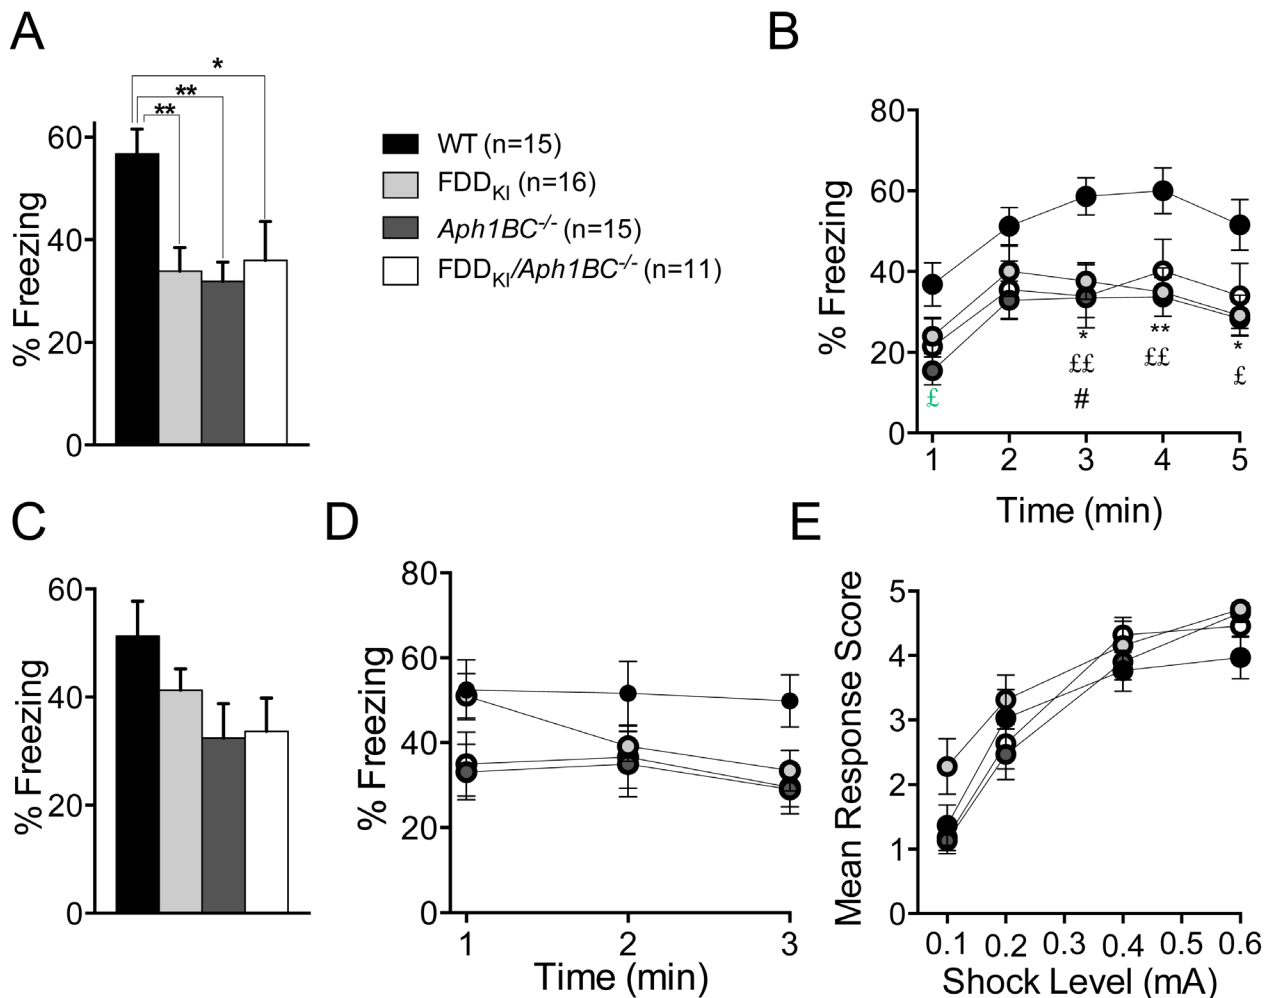 A
*
**
**
60
40
20
0
% Freezing
WT (n=15)
FDDKI (n=16)
Aph1BC-/- (n=15)
FDDKI/Aph1BC-/- (n=11)
B
80
60
40
20
0
% Freezing
*
££
#
**
££
*
£
£
1 2 3 4 5
Time (min)
C
60
40
20
0
% Freezing
D
80
60
40
20
0
% Freezing
1 2 3
Time (min)
E
5
4
3
2
1
0
Mean Response Score
0.1 0.2 0.3 0.4 0.5 0.6
Shock Level (mA)